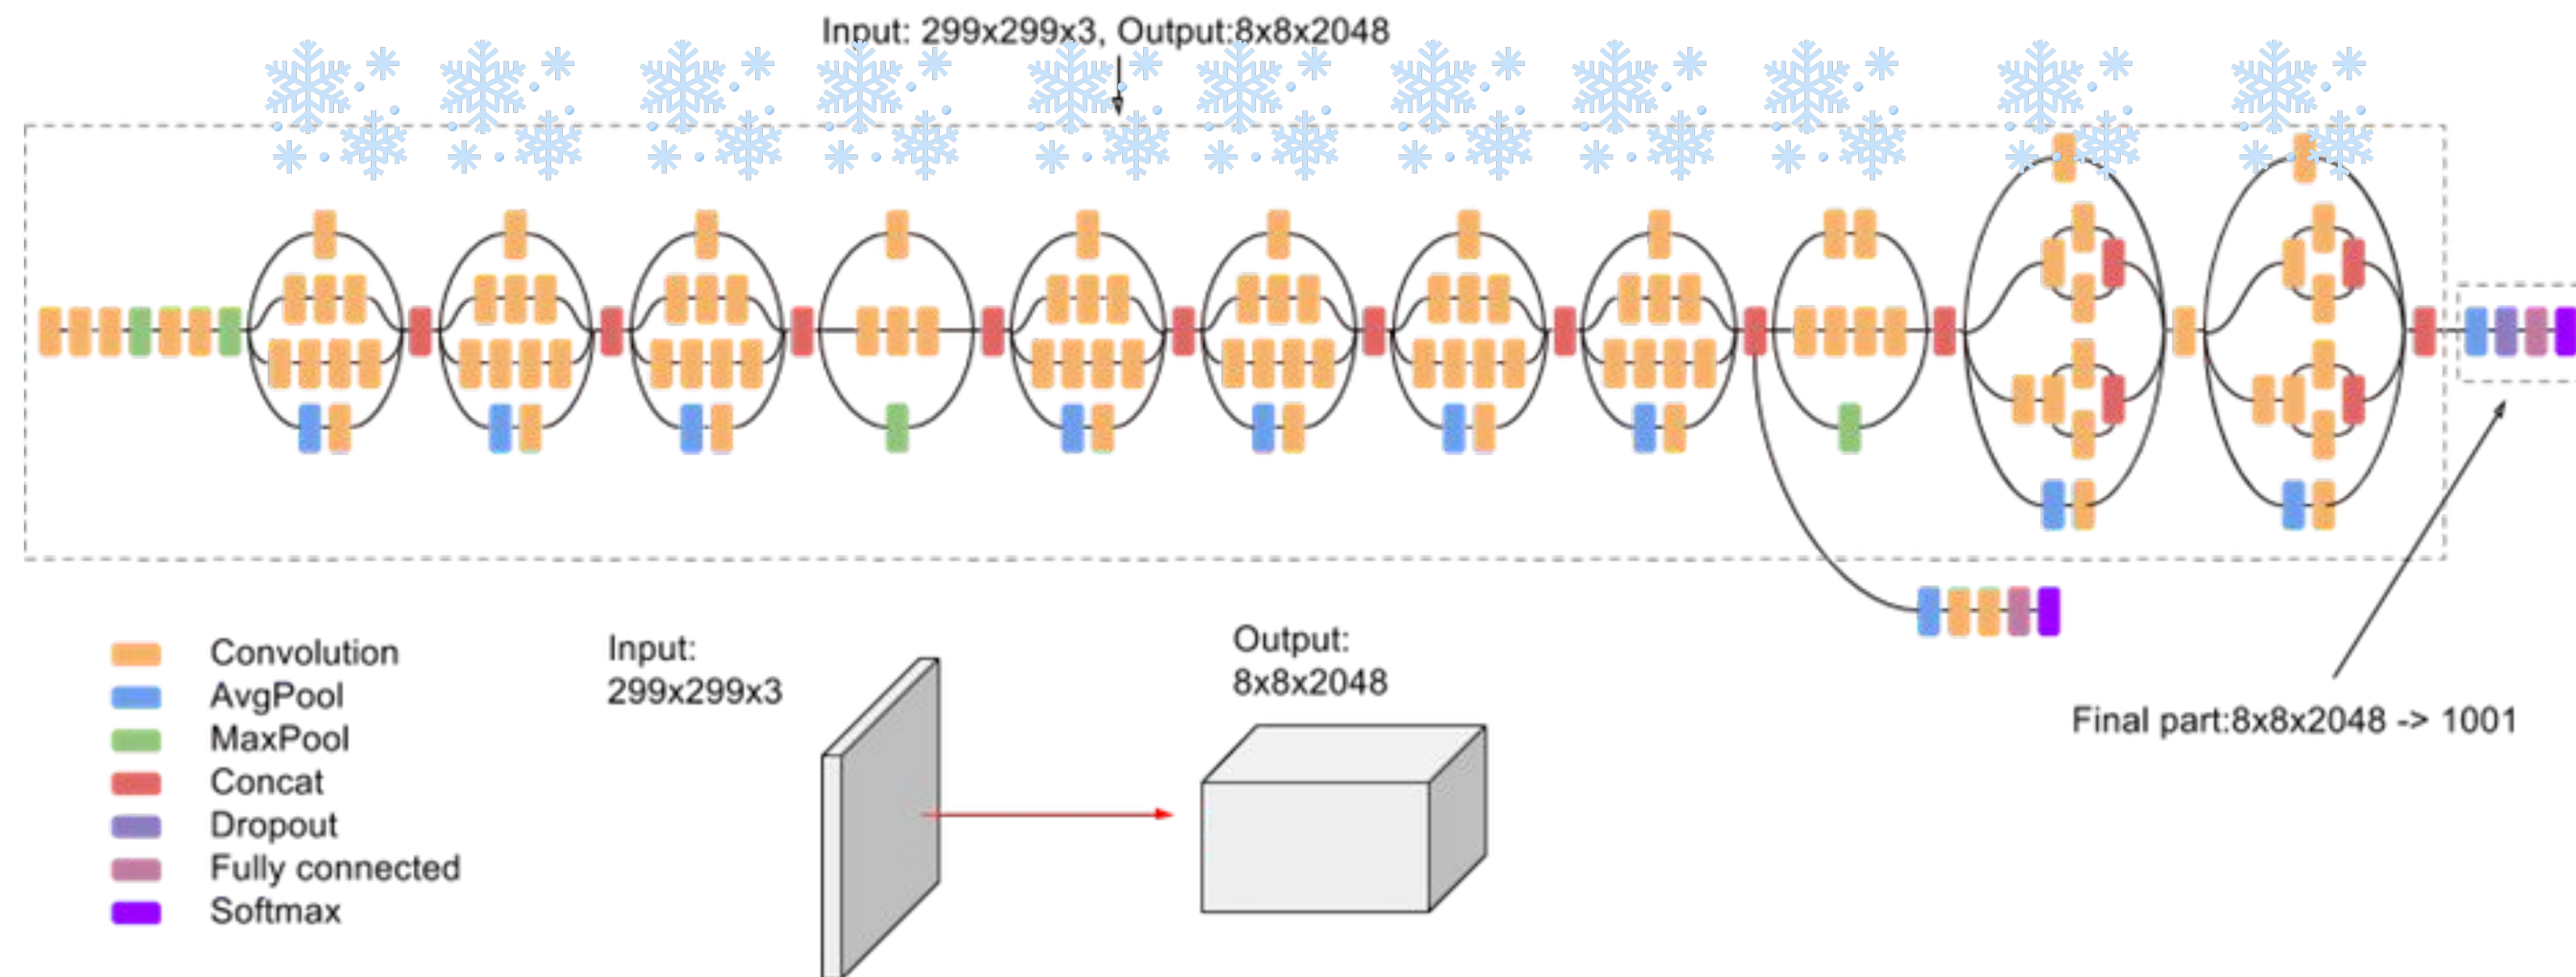 Input: 299x299x3, Output:8x8x2048
Convolution
AvgPool
MaxPool
Concat
Dropout
Fully connected
Softmax
Input:
299x299x3
Output:
8x8x2048
Final part:8x8x2048 -> 1001